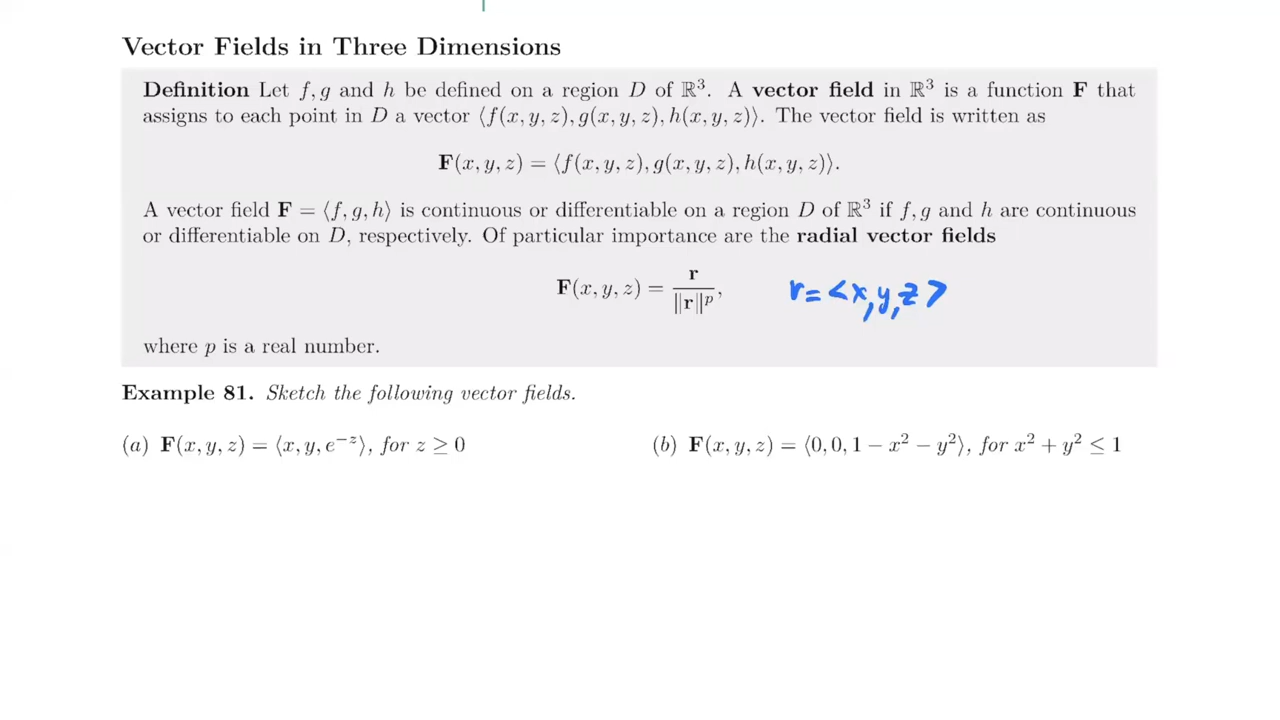 Vector Fields in Three Dimensions
Definition Let f, g and h be defined on a region D of ℝ³. A vector field in ℝ³ is a function F that
assigns to each point in D a vector ⟨f(x, y, z), g(x, y, z), h(x, y, z)⟩. The vector field is written as
F(x, y, z) = ⟨f(x, y, z), g(x, y, z), h(x, y, z)⟩.
A vector field F = ⟨f, g, h⟩ is continuous or differentiable on a region D of ℝ³ if f, g and h are continuous
or differentiable on D, respectively. Of particular importance are the radial vector fields
F(x, y, z) = r / ‖r‖ᵖ, r = <x, y, z>
where p is a real number.
Example 81. Sketch the following vector fields.
(a) F(x, y, z) = ⟨x, y, e⁻ᶻ⟩, for z ≥ 0 (b) F(x, y, z) = ⟨0, 0, 1 − x² − y²⟩, for x² + y² ≤ 1